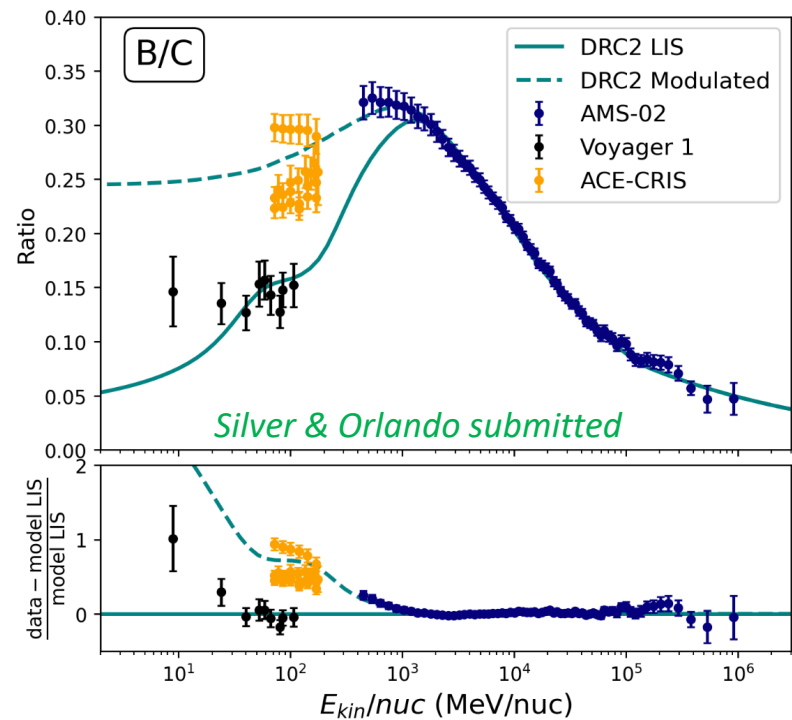 B/C
DRC2 LIS
DRC2 Modulated
AMS-02
Voyager 1
ACE-CRIS
0.40
0.35
0.30
0.25
0.20
0.15
0.10
0.05
0.00
Ratio
Silver & Orlando submitted
2
1
0
data − model LIS
model LIS
10¹ 10² 10³ 10⁴ 10⁵ 10⁶
E_kin/nuc (MeV/nuc)